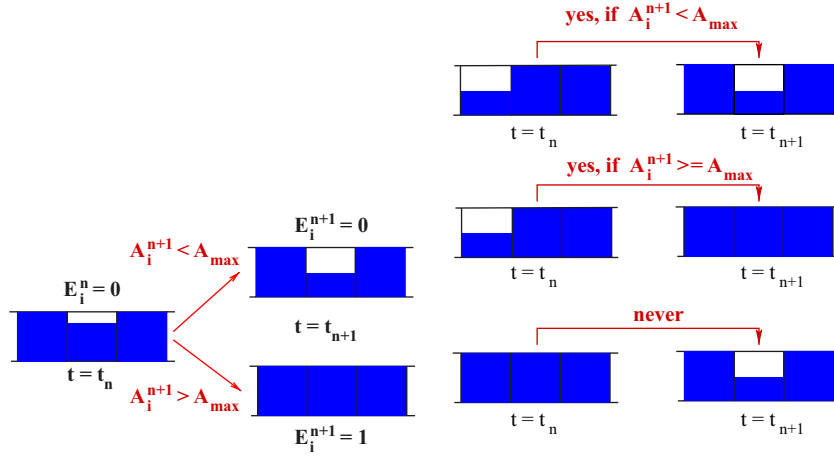 yes, if A_i^{n+1} < A_max
t = t_n
t = t_{n+1}
yes, if A_i^{n+1} >= A_max
E_i^{n+1} = 0
A_i^{n+1} < A_max
t = t_n
t = t_{n+1}
E_i^n = 0
t = t_{n+1}
never
t = t_n
A_i^{n+1} > A_max
E_i^{n+1} = 1
t = t_n
t = t_{n+1}